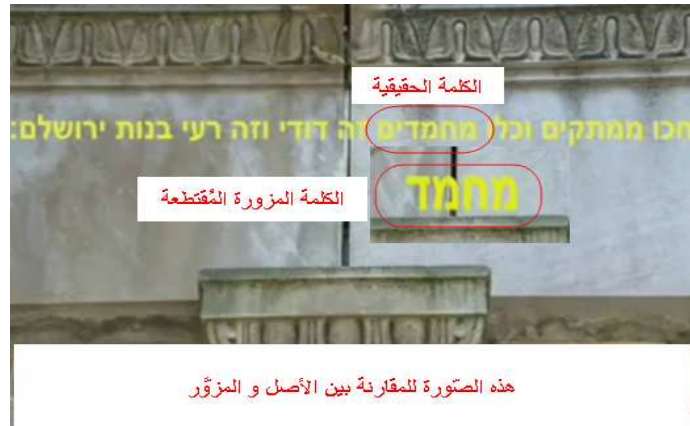 الكلمة الحقيقية
חכו ממתקים וכלו מחמדים זה דודי וזה רעי בנות ירושלם:
מחמד
الكلمة المزورة المُقتطعة
هذه الصّورة للمقارنة بين الأصل و المزوَّر